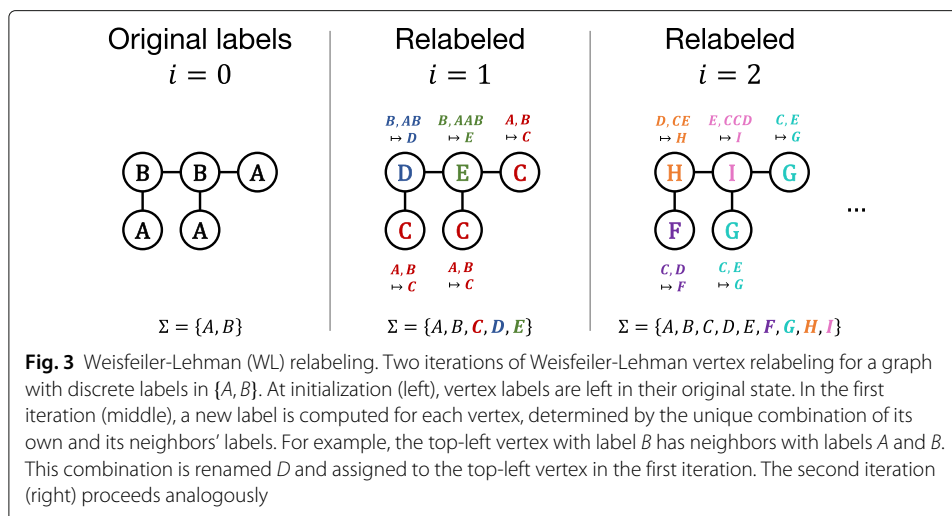 Original labels Relabeled Relabeled
i = 0 i = 1 i = 2
B, AB B, AAB A, B D, CE E, CCD C, E
↦ D ↦ E ↦ C ↦ H ↦ I ↦ G
B B A D E C H I G
A A C C F G ...
A, B A, B C, D C, E
↦ C ↦ C ↦ F ↦ G
Σ = {A, B} Σ = {A, B, C, D, E} Σ = {A, B, C, D, E, F, G, H, I}
Fig. 3 Weisfeiler-Lehman (WL) relabeling. Two iterations of Weisfeiler-Lehman vertex relabeling for a graph
with discrete labels in {A, B}. At initialization (left), vertex labels are left in their original state. In the first
iteration (middle), a new label is computed for each vertex, determined by the unique combination of its
own and its neighbors' labels. For example, the top-left vertex with label B has neighbors with labels A and B.
This combination is renamed D and assigned to the top-left vertex in the first iteration. The second iteration
(right) proceeds analogously